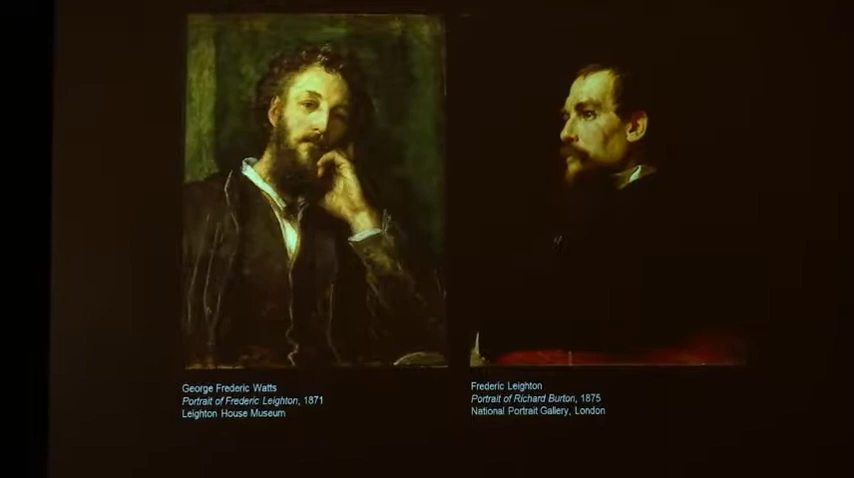 George Frederic Watts
Portrait of Frederic Leighton, 1871
Leighton House Museum
Frederic Leighton
Portrait of Richard Burton, 1875
National Portrait Gallery, London